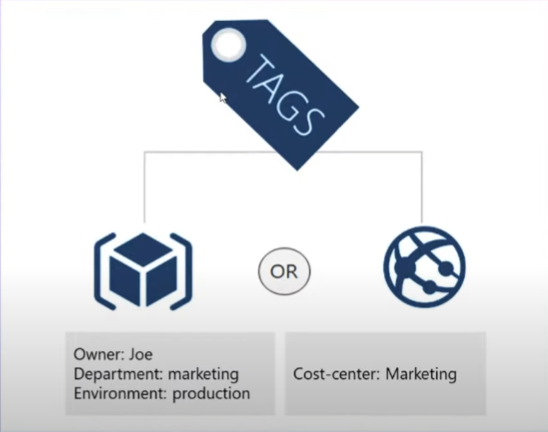 TAGS
OR
Owner: Joe
Department: marketing
Environment: production
Cost-center: Marketing